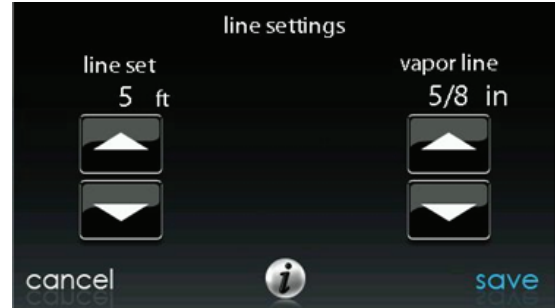 line settings
line set
5 ft
vapor line
5/8 in
cancel
i
save